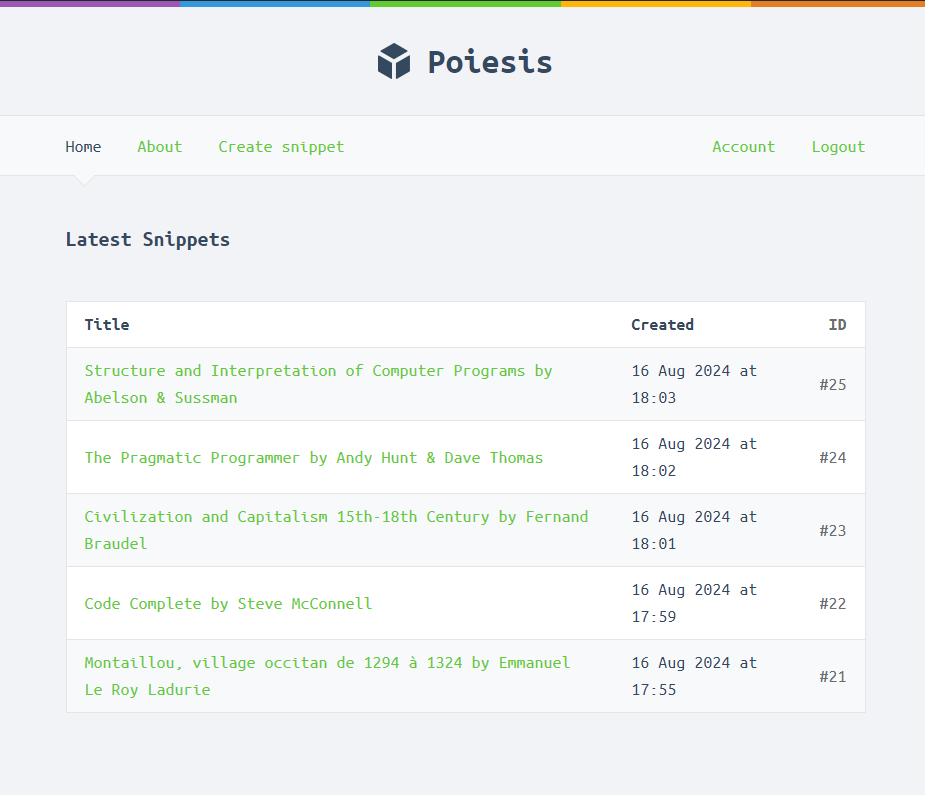 Poiesis
Home About Create snippet Account Logout
Latest Snippets
Title Created ID
Structure and Interpretation of Computer Programs by
Abelson & Sussman
16 Aug 2024 at
18:03
#25
The Pragmatic Programmer by Andy Hunt & Dave Thomas
16 Aug 2024 at
18:02
#24
Civilization and Capitalism 15th-18th Century by Fernand
Braudel
16 Aug 2024 at
18:01
#23
Code Complete by Steve McConnell
16 Aug 2024 at
17:59
#22
Montaillou, village occitan de 1294 à 1324 by Emmanuel
Le Roy Ladurie
16 Aug 2024 at
17:55
#21